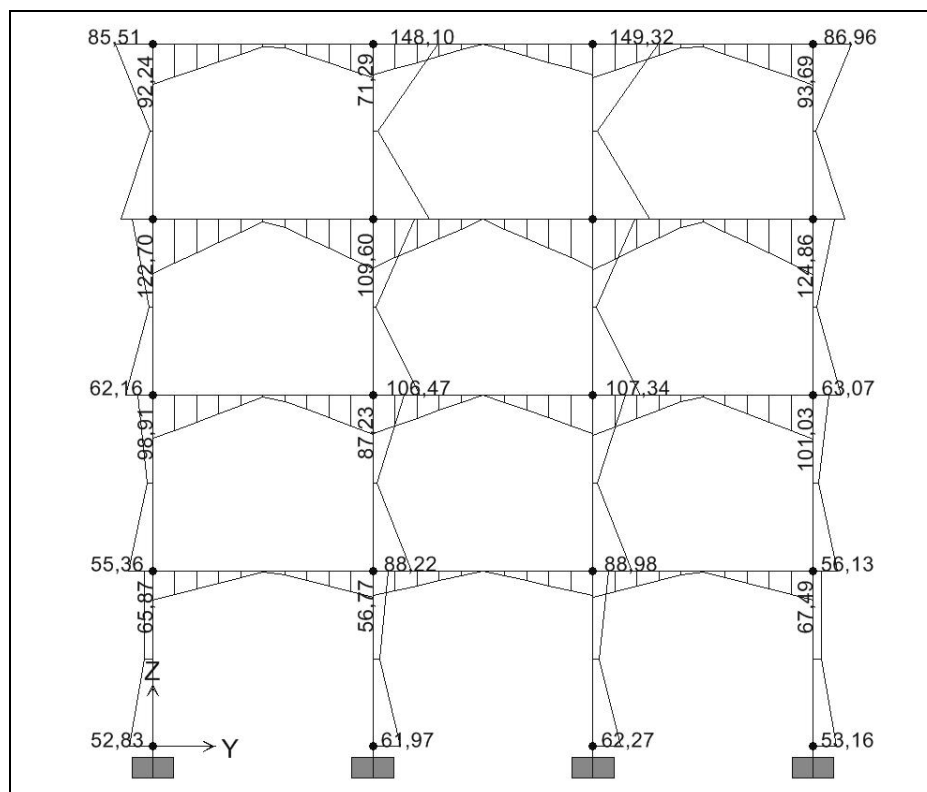 85,51 148,10 149,32 86,96
92,24 71,29 93,69
122,70 109,60 124,86
62,16 106,47 107,34 63,07
98,91 87,23 101,03
55,36 88,22 88,98 56,13
65,87 56,77 67,49
Z
Y
52,83 61,97 62,27 53,16